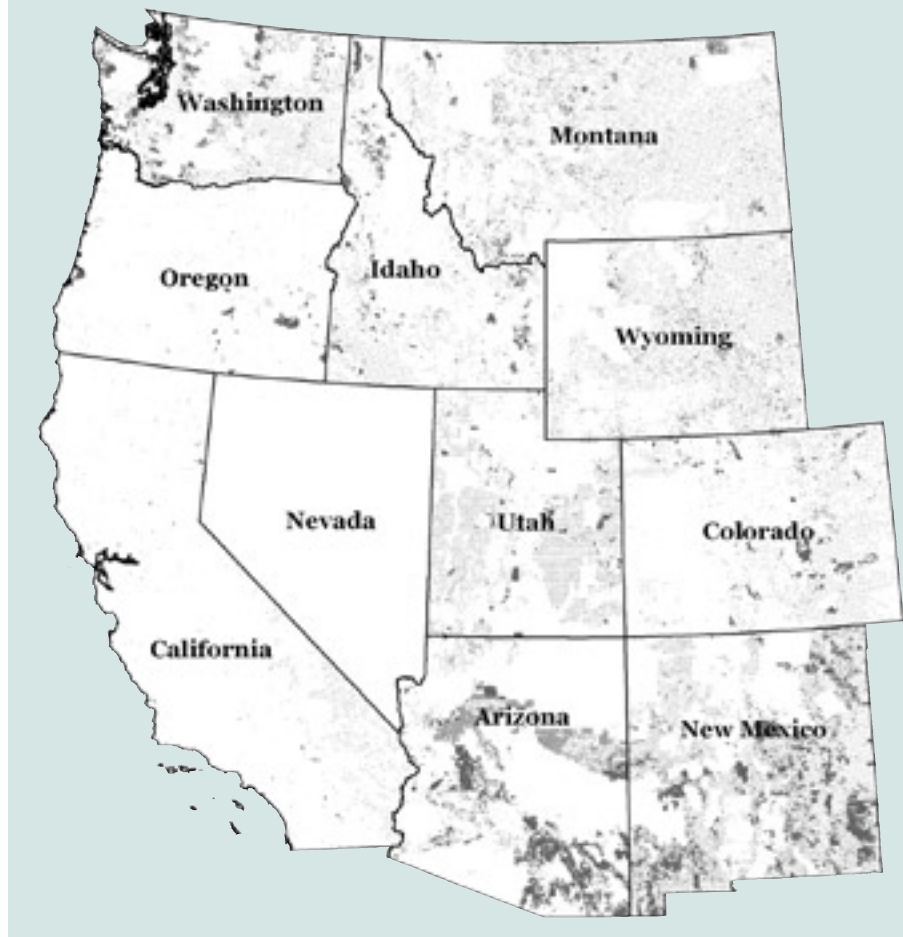 Washington
Montana
Oregon
Idaho
Wyoming
Nevada
Utah
Colorado
California
Arizona
New Mexico